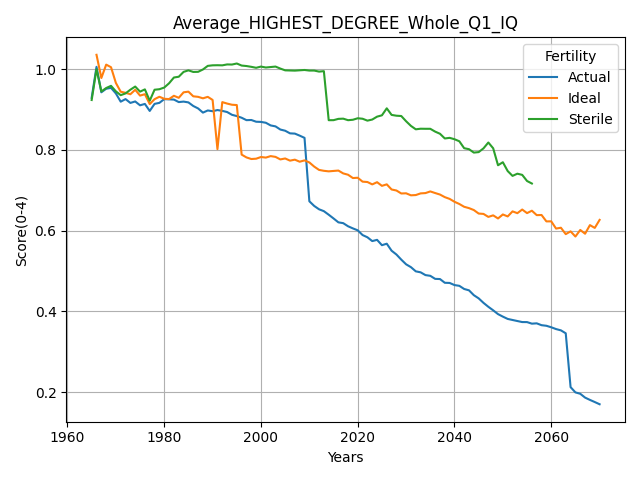 Average_HIGHEST_DEGREE_Whole_Q1_IQ
Fertility
Actual
Ideal
Sterile
Score(0-4)
1.0
0.8
0.6
0.4
0.2
1960 1980 2000 2020 2040 2060
Years